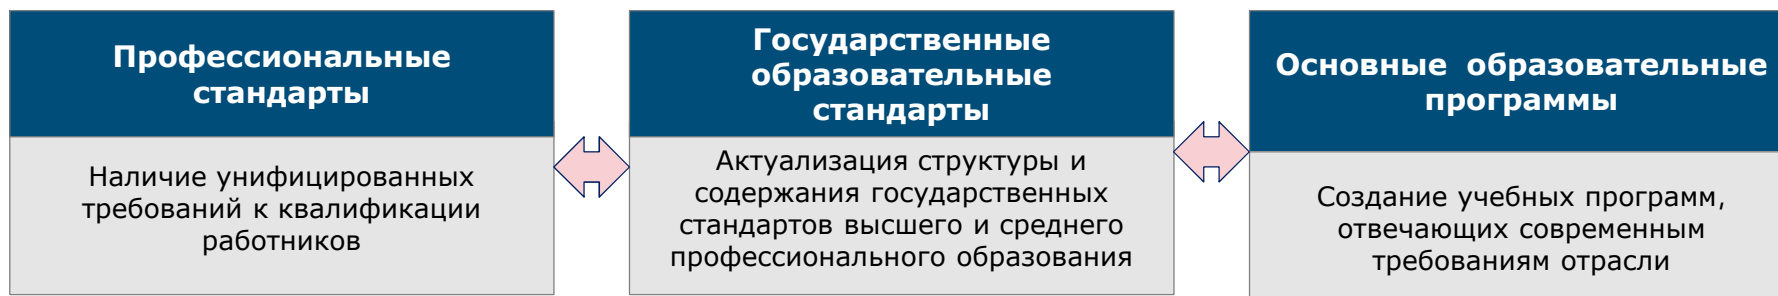 Профессиональные
стандарты
Наличие унифицированных
требований к квалификации
работников
Государственные
образовательные
стандарты
Актуализация структуры и
содержания государственных
стандартов высшего и среднего
профессионального образования
Основные образовательные
программы
Создание учебных программ,
отвечающих современным
требованиям отрасли